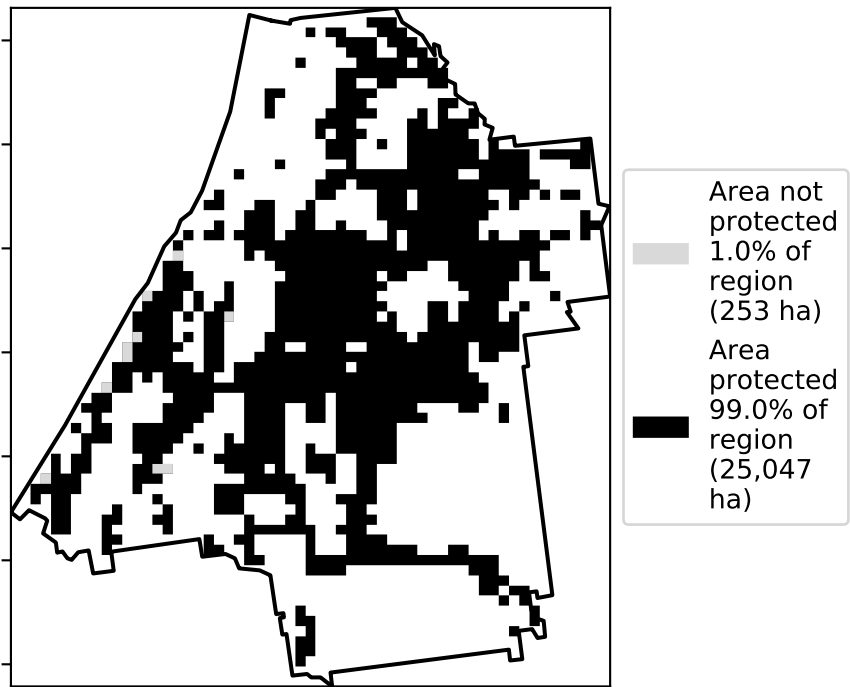 Area not
protected
1.0% of
region
(253 ha)
Area
protected
99.0% of
region
(25,047
ha)